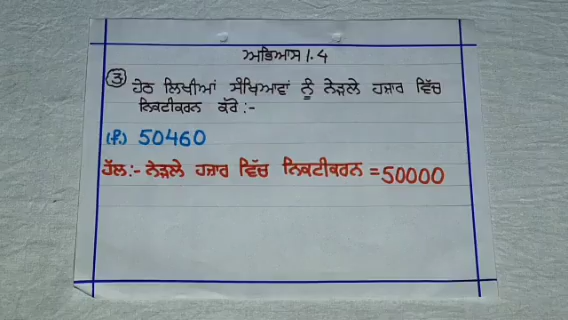 ਅਭਿਆਸ 1.4
③ ਹੇਠ ਲਿਖੀਆਂ ਸੰਖਿਆਵਾਂ ਨੂੰ ਨੇੜਲੇ ਹਜ਼ਾਰ ਵਿੱਚ
ਨਿਕਟੀਕਰਨ ਕਰੋ :-
(ੳ) 50460
ਹੱਲ:- ਨੇੜਲੇ ਹਜ਼ਾਰ ਵਿੱਚ ਨਿਕਟੀਕਰਨ = 50000